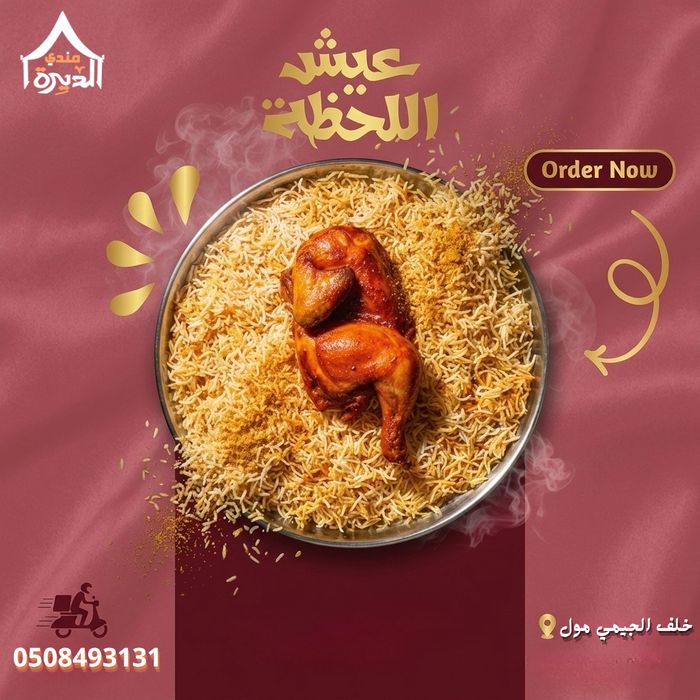 مندي
الديرة
عيش
اللحظة
Order Now
0508493131
خلف الجيمي مول